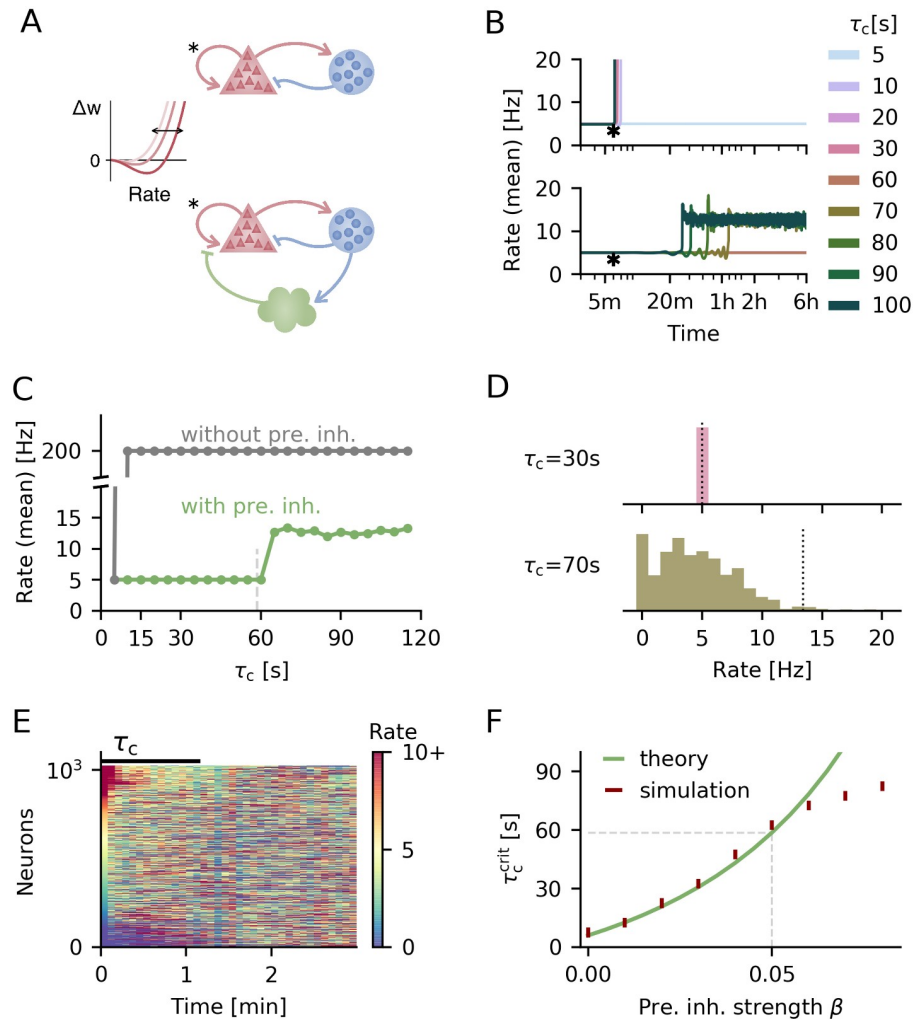 A
*
Δw
0
Rate
*
B
Rate (mean) [Hz]
20
10
0
*
20
10
0
*
5m
20m
1h
2h
6h
Time
τc[s]
5
10
20
30
60
70
80
90
100
C
Rate (mean) [Hz]
200
15
10
5
0
without pre. inh.
with pre. inh.
0
15
30
60
90
120
τc [s]
D
τc=30s
τc=70s
0
5
10
15
20
Rate [Hz]
E
τc
Neurons
10³
0
0
1
2
Time [min]
Rate
10+
5
0
F
τc^crit [s]
90
60
30
0
theory
simulation
0.00
0.05
Pre. inh. strength β